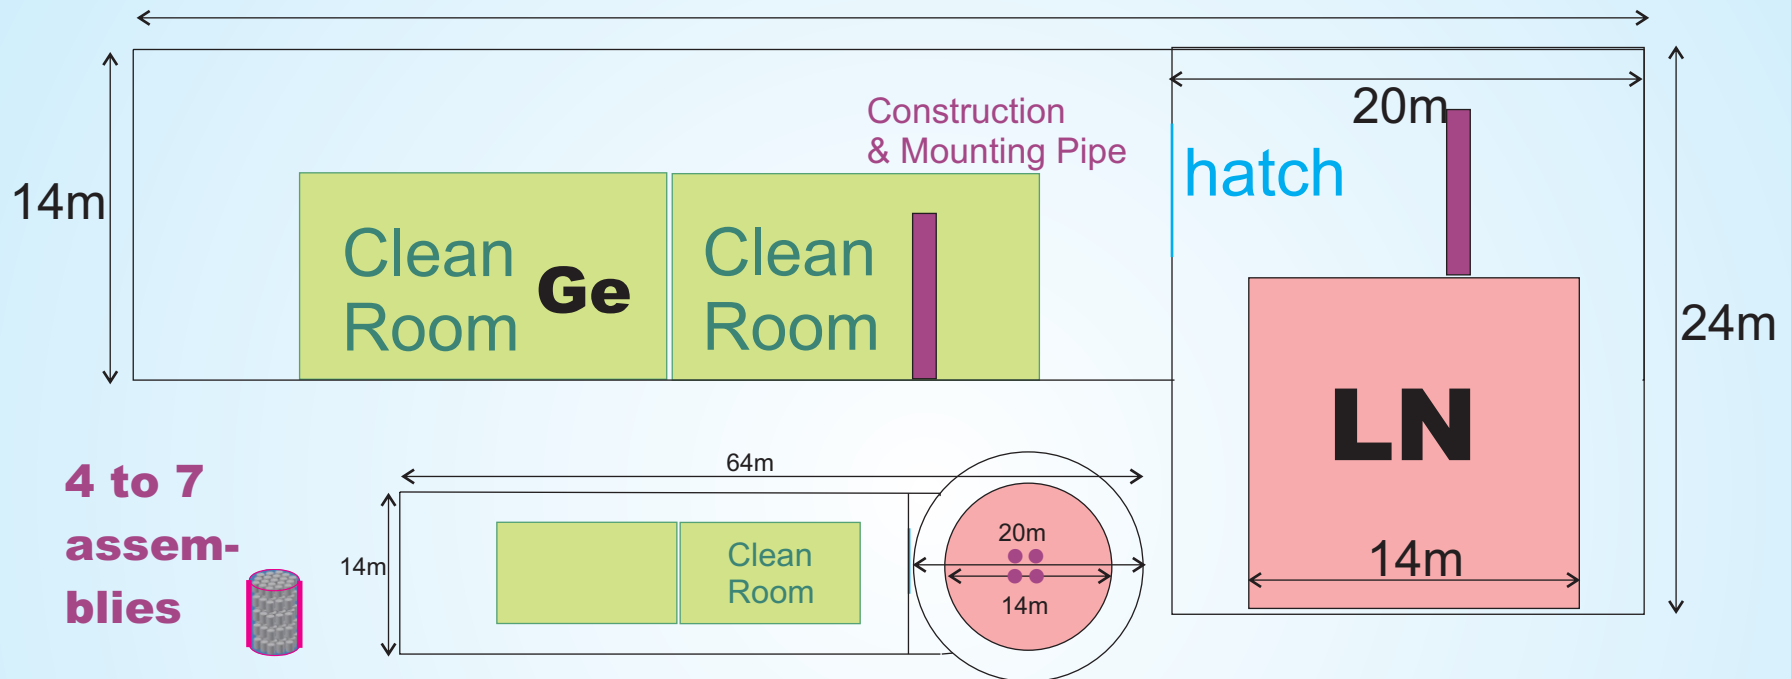 14m
Clean
Room
Ge
Clean
Room
Construction
& Mounting Pipe
hatch
20m
24m
LN
14m
4 to 7
assem-
blies
64m
14m
Clean
Room
20m
14m